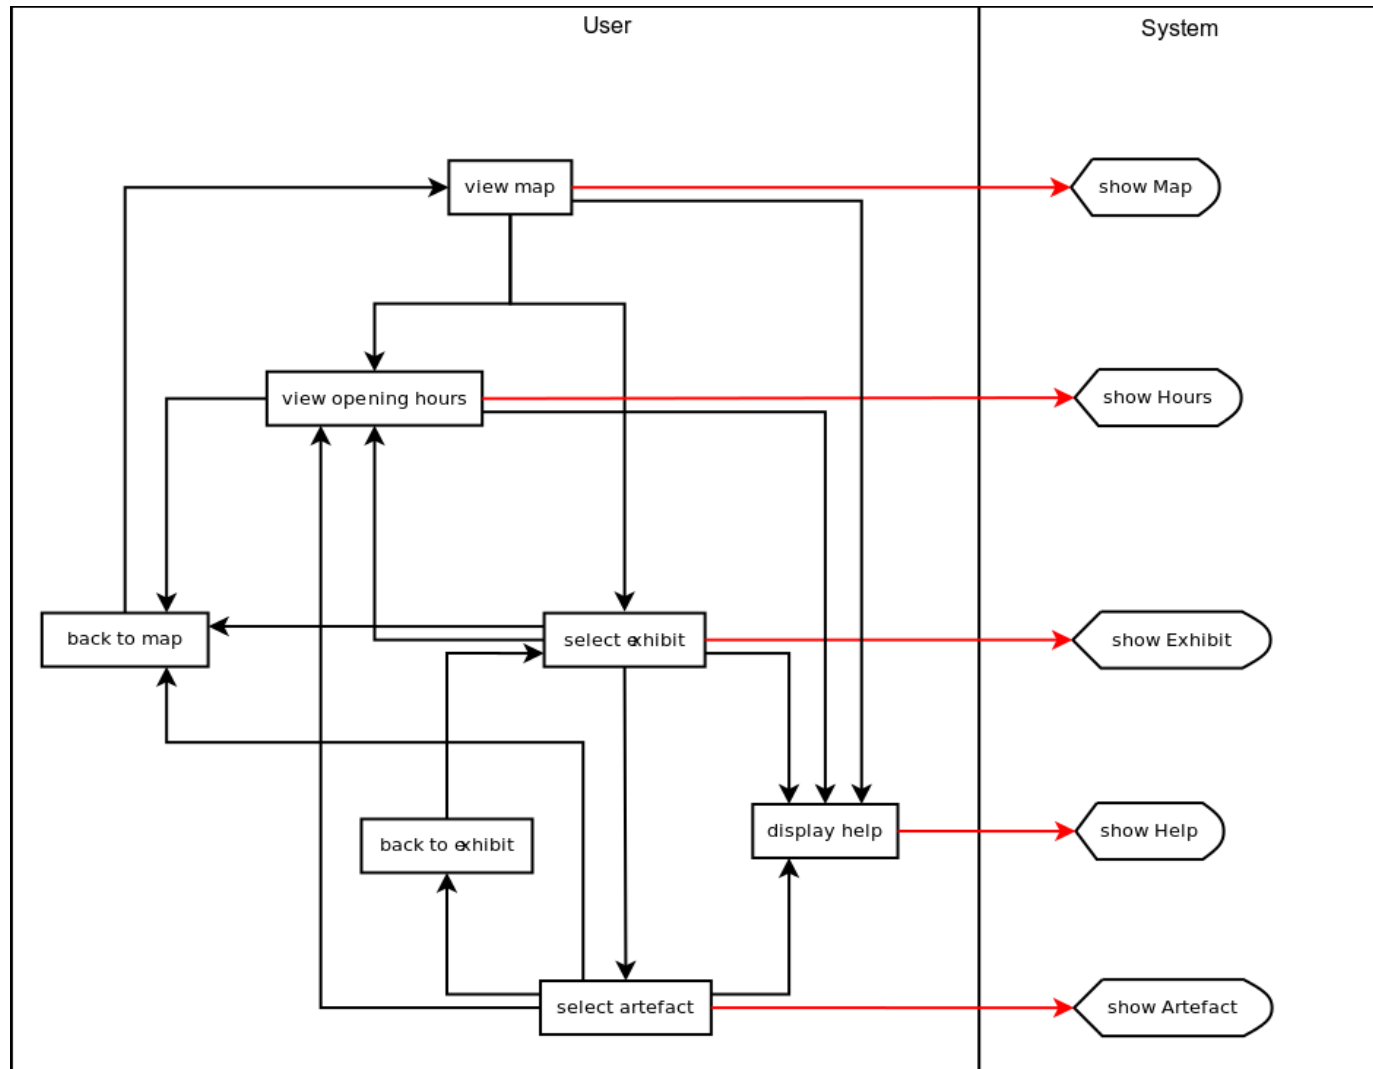 User
System
view map
show Map
view opening hours
show Hours
back to map
select exhibit
show Exhibit
back to exhibit
display help
show Help
select artefact
show Artefact